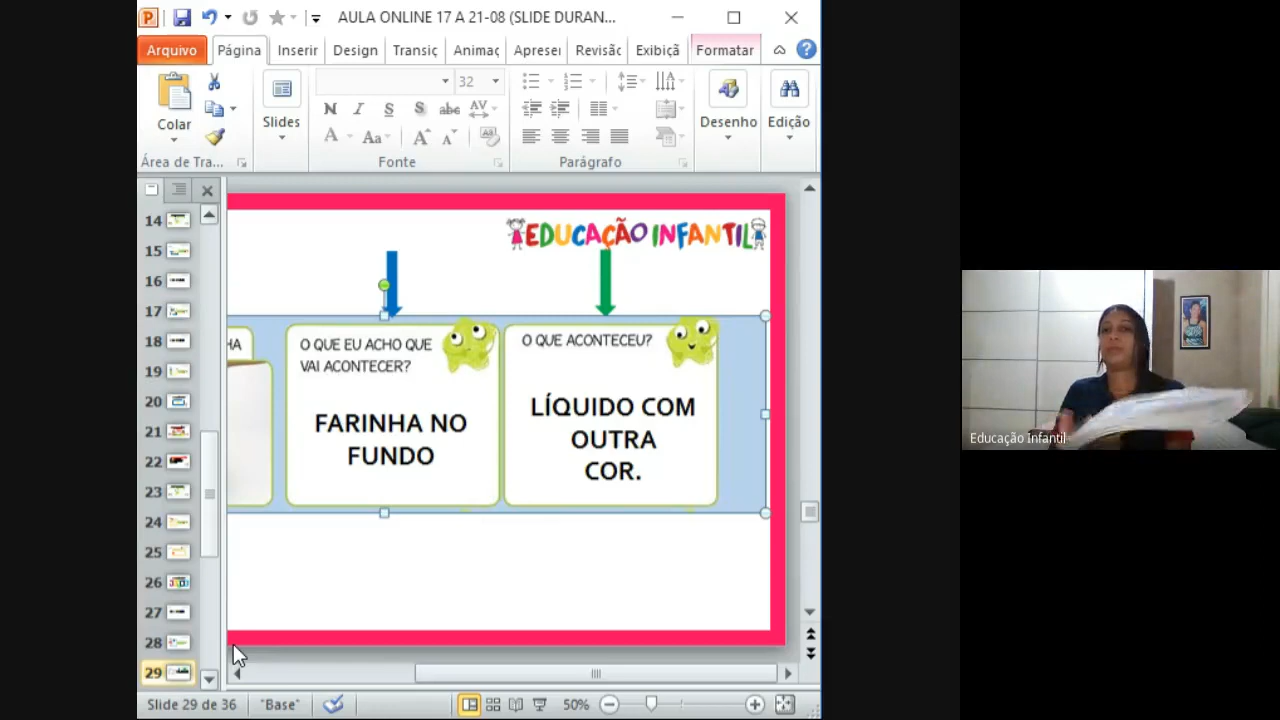 AULA ONLINE 17 A 21-08 (SLIDE DURAN...
Arquivo Página Inserir Design Transiç Animaç Apresei Revisão Exibiçã Formatar
Colar
Slides
32
N I S S abc AV
A Aa A A
Desenho
Edição
Área de Tra...
Fonte
Parágrafo
14
15
16
17
18
19
20
21
22
23
24
25
26
27
28
29
EDUCAÇÃO INFANTIL
HA
O QUE EU ACHO QUE
VAI ACONTECER?
FARINHA NO
FUNDO
O QUE ACONTECEU?
LÍQUIDO COM
OUTRA
COR.
Educação Infantil
Slide 29 de 36
"Base"
50%